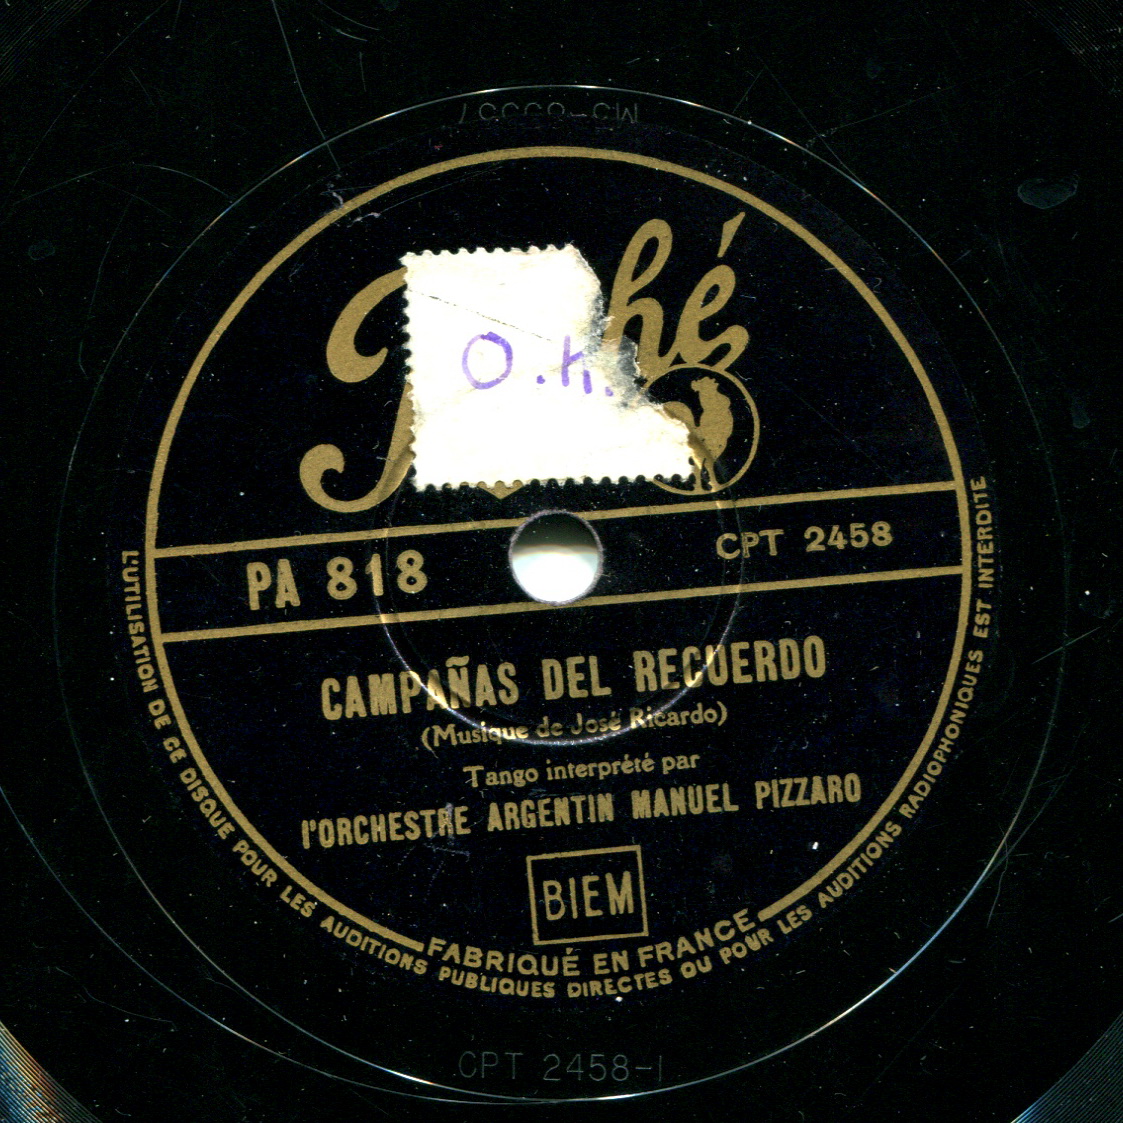 hé
O.k.
PA 818
CPT 2458
CAMPAÑAS DEL RECUERDO
(Musique de José Ricardo)
Tango interprété par
l'ORCHESTRE ARGENTIN MANUEL PIZZARO
BIEM
FABRIQUÉ EN FRANCE
L'UTILISATION DE CE DISQUE POUR LES AUDITIONS PUBLIQUES DIRECTES OU POUR LES AUDITIONS RADIOPHONIQUES EST INTERDITE
CPT 2458-1